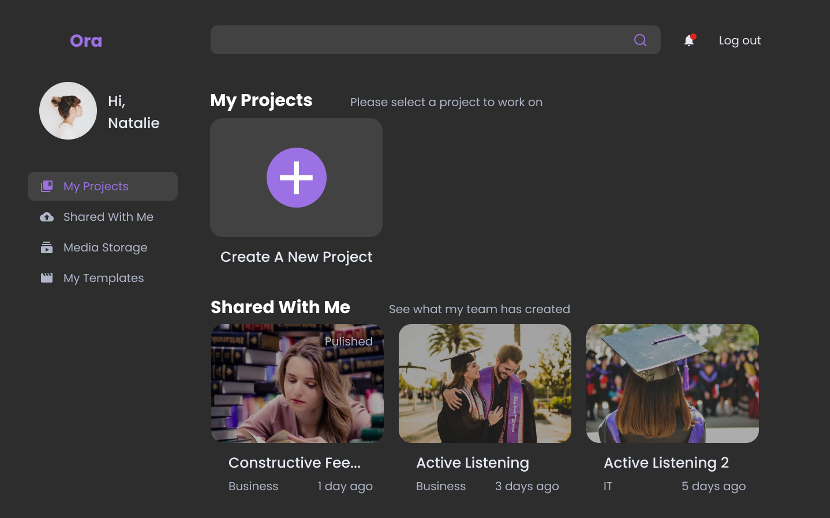 Ora
Log out
Hi,
Natalie
My Projects
Shared With Me
Media Storage
My Templates
My Projects
Please select a project to work on
Create A New Project
Shared With Me
See what my team has created
Pulished
Constructive Fee...
Business
1 day ago
Active Listening
Business
3 days ago
Active Listening 2
IT
5 days ago